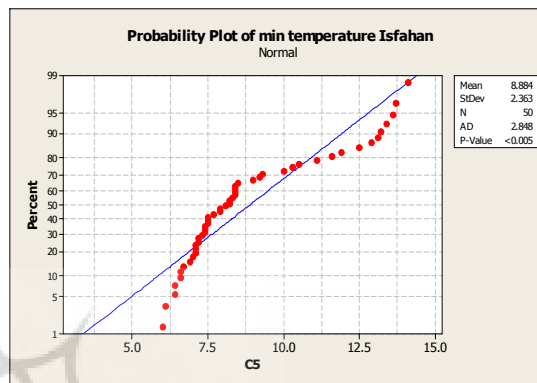 Probability Plot of min temperature Isfahan
Normal
99
95
90
80
70
60
50
40
30
20
10
5
1
Percent
5.0 7.5 10.0 12.5 15.0
C5
Mean 8.884
StDev 2.363
N 50
AD 2.848
P-Value <0.005